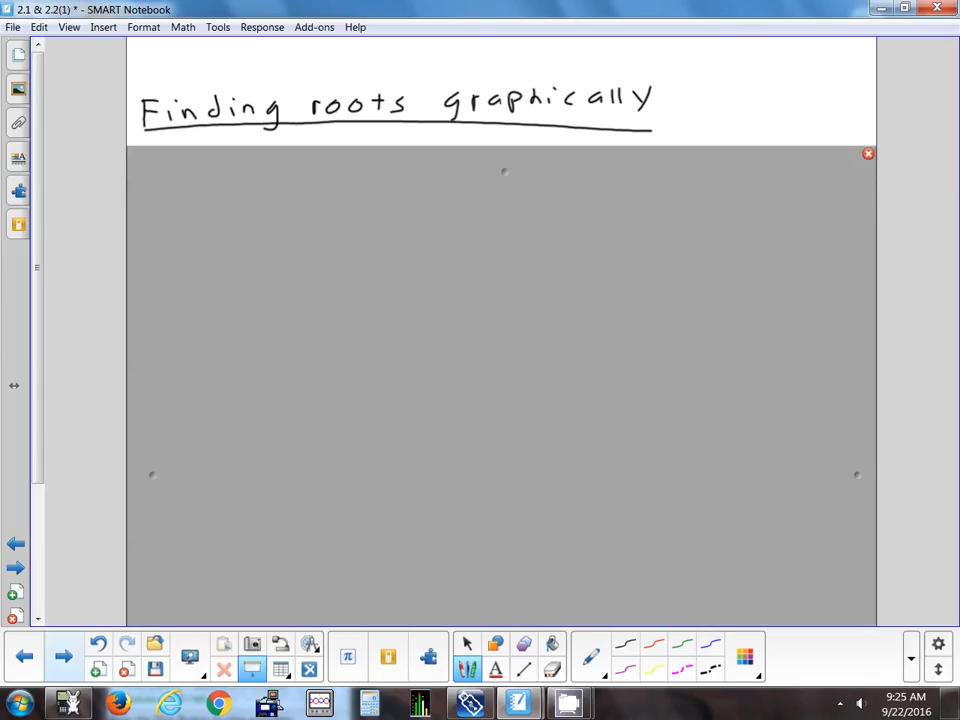 2.1 & 2.2(1) * - SMART Notebook
File Edit View Insert Format Math Tools Response Add-ons Help
Finding roots graphically
9:25 AM
9/22/2016